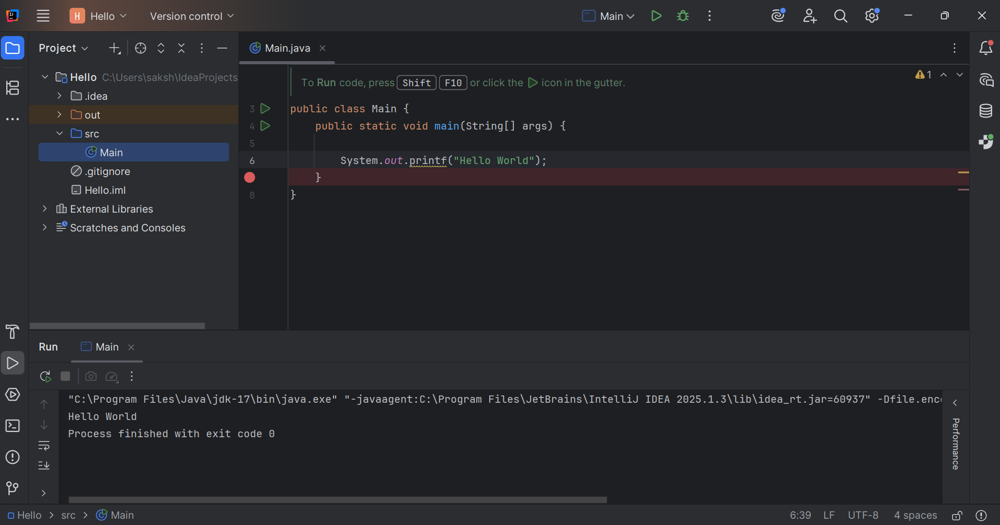 H Hello Version control Main
Project
Main.java
Hello C:\Users\saksh\IdeaProjects
.idea
out
src
Main
.gitignore
Hello.iml
External Libraries
Scratches and Consoles
To Run code, press Shift F10 or click the icon in the gutter.
1
3 public class Main {
4 public static void main(String[] args) {
5
6 System.out.printf("Hello World");
}
8 }
Run Main
"C:\Program Files\Java\jdk-17\bin\java.exe" "-javaagent:C:\Program Files\JetBrains\IntelliJ IDEA 2025.1.3\lib\idea_rt.jar=60937" -Dfile.enc
Hello World
Process finished with exit code 0
Performance
Hello src Main 6:39 LF UTF-8 4 spaces